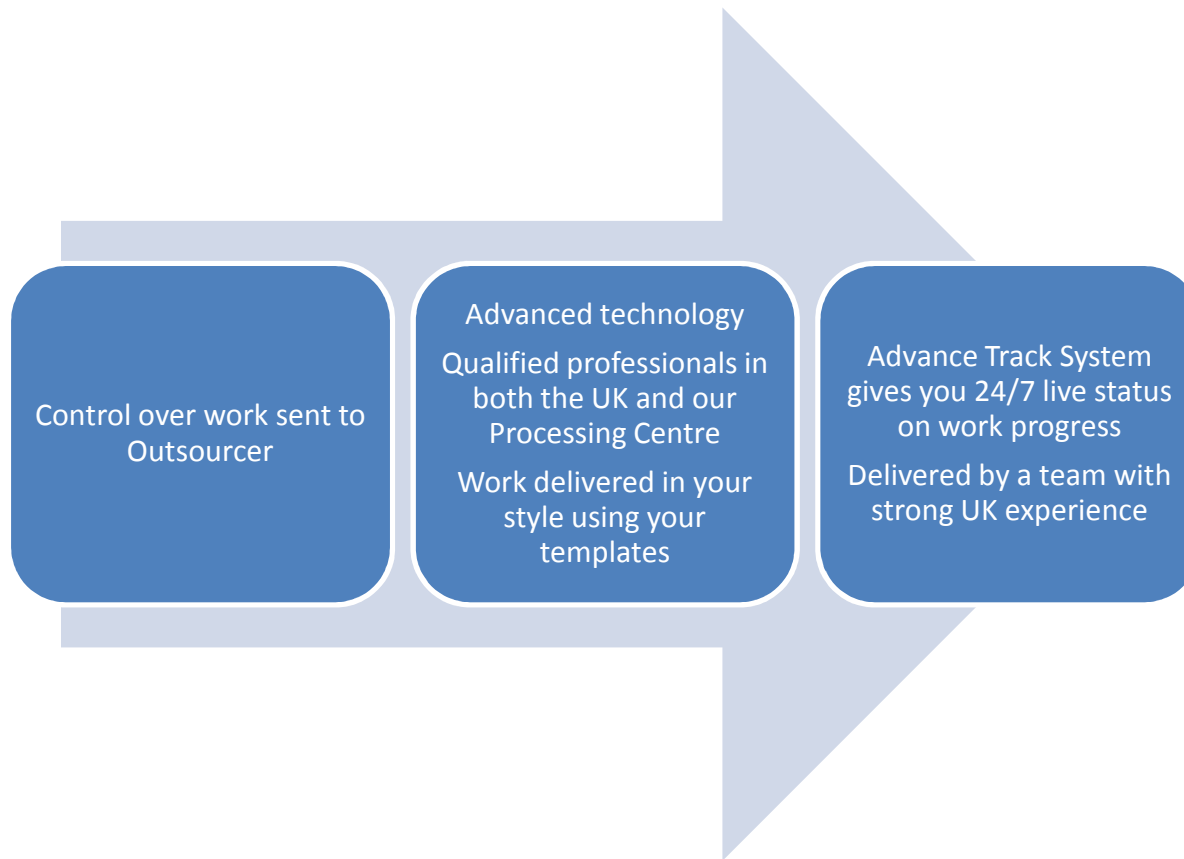 Control over work sent to
Outsourcer
Advanced technology
Qualified professionals in
both the UK and our
Processing Centre
Work delivered in your
style using your
templates
Advance Track System
gives you 24/7 live status
on work progress
Delivered by a team with
strong UK experience